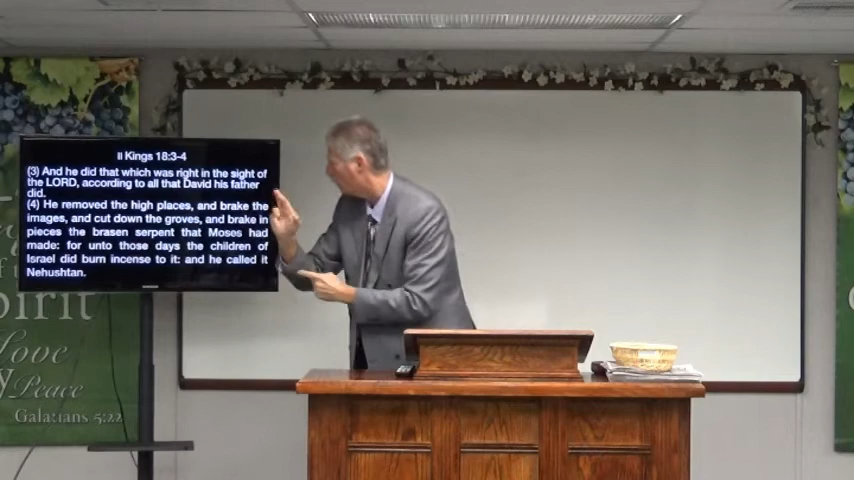 II Kings 18:3-4
(3) And he did that which was right in the sight of
the LORD, according to all that David his father
did.
(4) He removed the high places, and brake the
images, and cut down the groves, and brake in
pieces the brasen serpent that Moses had
made: for unto those days the children of
Israel did burn incense to it: and he called it
Nehushtan.
Spirit
Love
Peace
Galatians 5:22